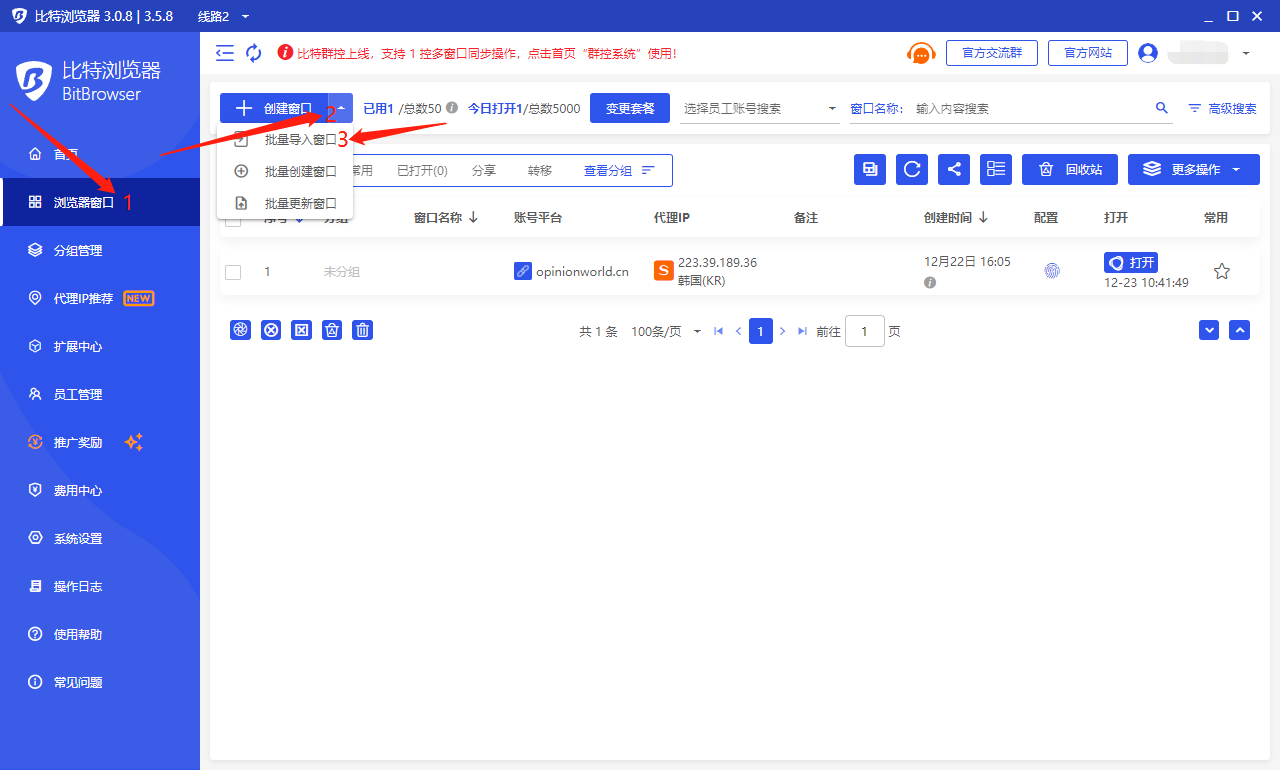 比特浏览器 3.0.8 | 3.5.8 线路2
比特浏览器
BitBrowser
首页
浏览器窗口 1
分组管理
代理IP推荐 NEW
扩展中心
员工管理
推广奖励
费用中心
系统设置
操作日志
使用帮助
常见问题
比特群控上线，支持 1 控多窗口同步操作，点击首页“群控系统”使用！
官方交流群 官方网站
创建窗口 2 已用1 /总数50 今日打开1/总数5000 变更套餐 选择员工账号搜索 窗口名称： 输入内容搜索 高级搜索
批量导入窗口 3
批量创建窗口
批量更新窗口
常用 已打开(0) 分享 转移 查看分组 回收站 更多操作
序号 分组 窗口名称 账号平台 代理IP 备注 创建时间 配置 打开 常用
1 未分组 opinionworld.cn S 223.39.189.36 韩国(KR) 12月22日 16:05 打开 12-23 10:41:49
共 1 条 100条/页 1 前往 1 页